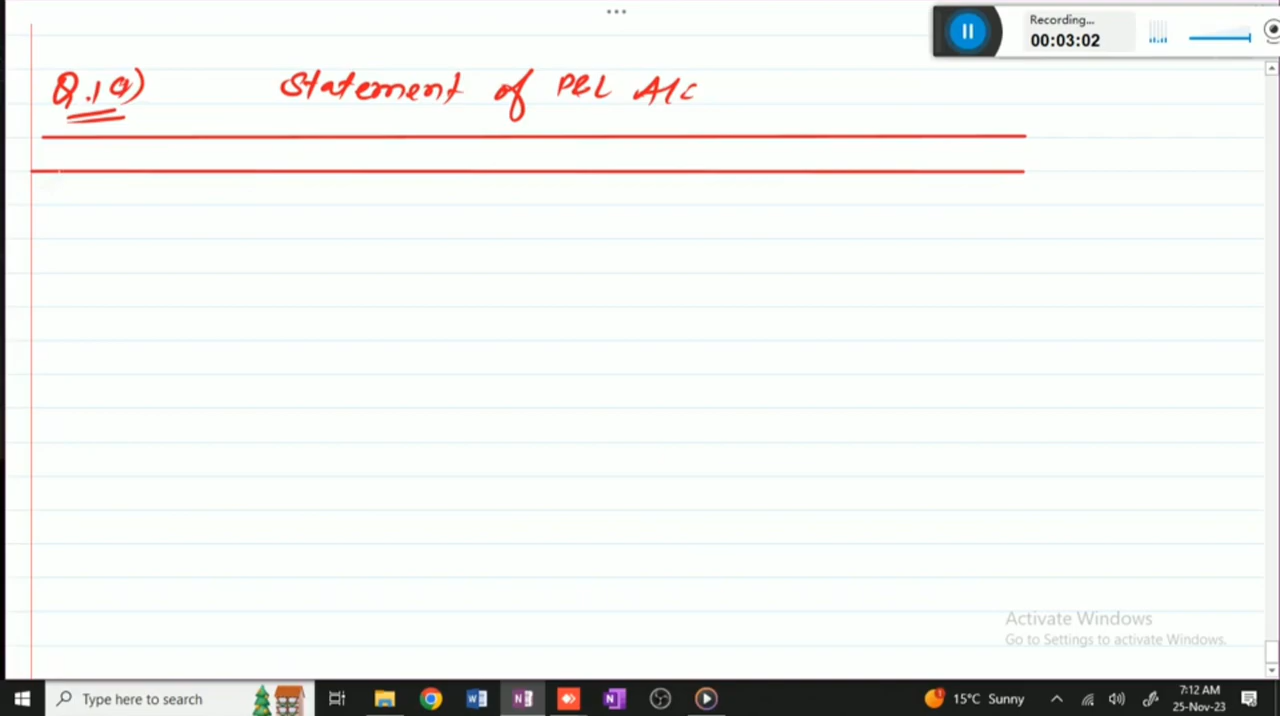 Recording...
00:03:02
Q.1 a) Statement of P&L A/c
Activate Windows
Go to Settings to activate Windows.
Type here to search
15°C Sunny
7:12 AM
25-Nov-23